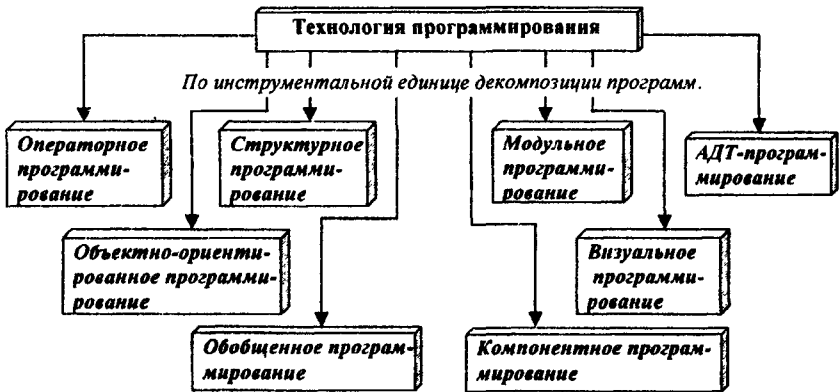 Технология программирования
По инструментальной единице декомпозиции программ.
Операторное
программи-
рование
Структурное
программи-
рование
Модульное
программи-
рование
АДТ-програм-
мирование
Объектно-ориенти-
рованное программи-
рование
Визуальное
программи-
рование
Обобщенное програм-
мирование
Компонентное програм-
мирование